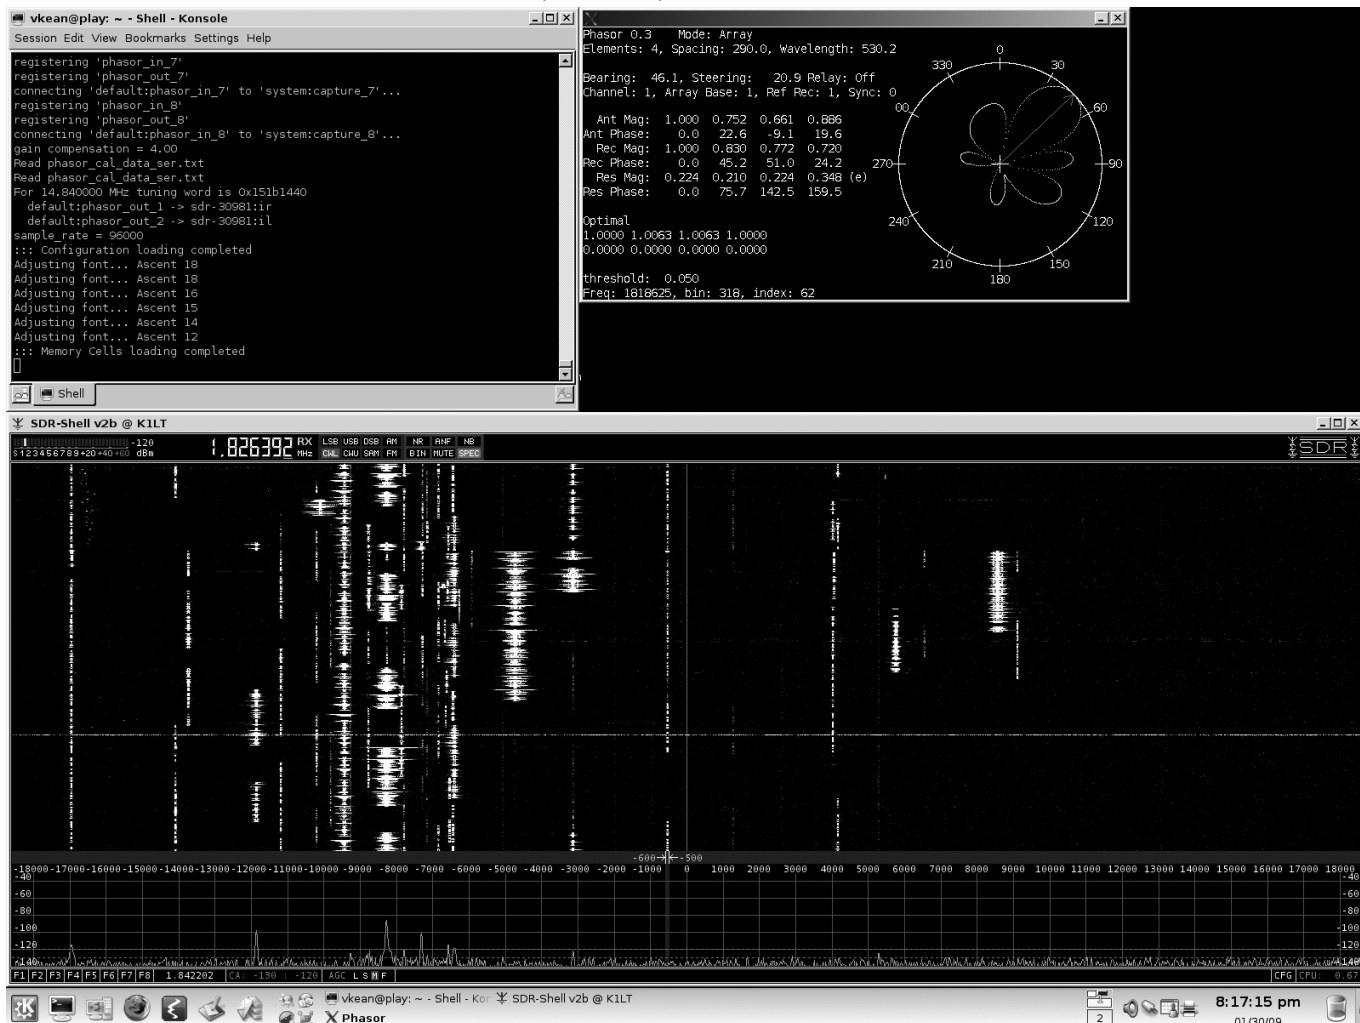 vkean@play: ~ - Shell - Konsole
Session Edit View Bookmarks Settings Help
registering 'phasor_in_7'
registering 'phasor_out_7'
connecting 'default:phasor_in_7' to 'system:capture_7'...
registering 'phasor_in_8'
registering 'phasor_out_8'
connecting 'default:phasor_in_8' to 'system:capture_8'...
gain compensation = 4.00
Read phasor_cal_data_ser.txt
Read phasor_cal_data_ser.txt
For 14.840000 MHz tuning word is 0x151b1440
default:phasor_out_1 -> sdr-30981:ir
default:phasor_out_2 -> sdr-30981:il
sample_rate = 96000
::: Configuration loading completed
Adjusting font... Ascent 18
Adjusting font... Ascent 18
Adjusting font... Ascent 16
Adjusting font... Ascent 15
Adjusting font... Ascent 14
Adjusting font... Ascent 12
::: Memory Cells loading completed
Shell
Phasor 0.3 Mode: Array
Elements: 4, Spacing: 290.0, Wavelength: 530.2
Bearing: 46.1, Steering: 20.9 Relay: Off
Channel: 1, Array Base: 1, Ref Rec: 1, Sync: 0
Ant Mag: 1.000 0.752 0.661 0.886
Ant Phase: 0.0 22.6 -9.1 19.6
Rec Mag: 1.000 0.830 0.772 0.720
Rec Phase: 0.0 45.2 51.0 24.2
Res Mag: 0.224 0.210 0.224 0.348 (e)
Res Phase: 0.0 75.7 142.5 159.5
Optimal
1.0000 1.0063 1.0063 1.0000
0.0000 0.0000 0.0000 0.0000
threshold: 0.050
Freq: 1818625, bin: 318, index: 62
0
330 30
00 60
270 90
240 120
210 150
180
SDR-Shell v2b @ K1LT
-120
S123456789+20+40+60 dBm
1.826392 RX MHz
LSB USB DSB AM NR ANF NB
CWL CWU SAM FM BIN MUTE SPEC
SDR
-600 -500
-18000 -17000 -16000 -15000 -14000 -13000 -12000 -11000 -10000 -9000 -8000 -7000 -6000 -5000 -4000 -3000 -2000 -1000 0 1000 2000 3000 4000 5000 6000 7000 8000 9000 10000 11000 12000 13000 14000 15000 16000 17000 18000
-40 -40
-60 -60
-80 -80
-100 -100
-120 -120
-140 -140
F1 F2 F3 F4 F5 F6 F7 F8 1.842202 CA: -130 : -120 AGC L S M F CFG CPU: 0.67
vkean@play: ~ - Shell - Kor SDR-Shell v2b @ K1LT
X Phasor
2
8:17:15 pm
01/30/09